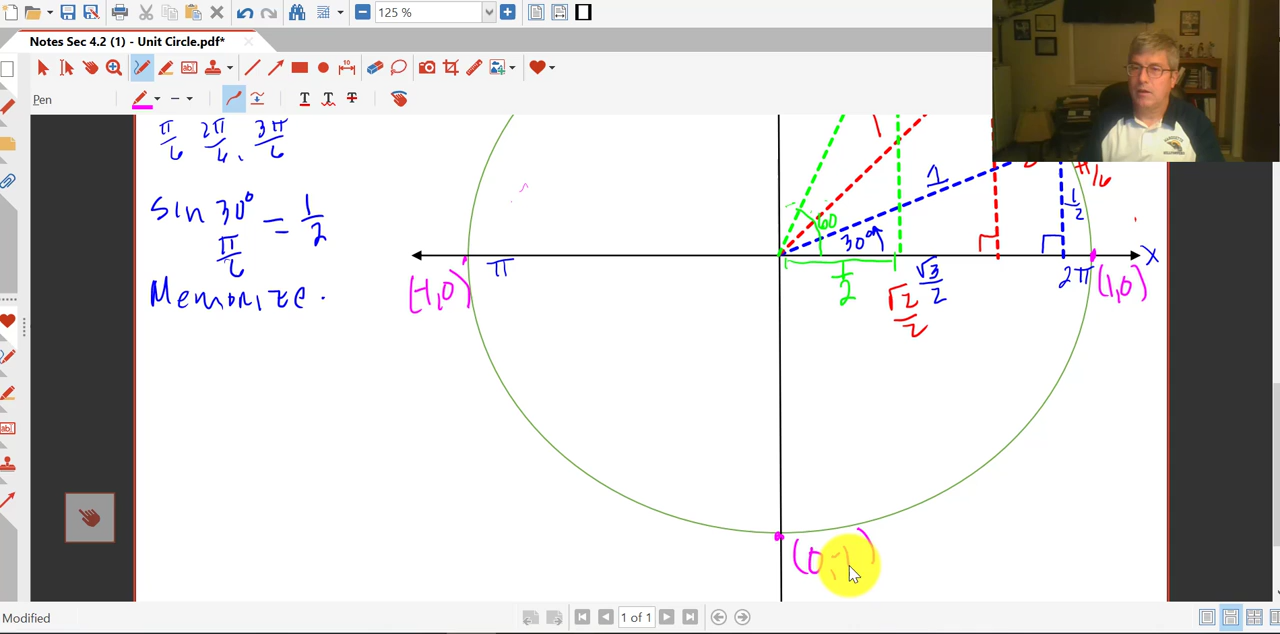 125 %
Notes Sec 4.2 (1) - Unit Circle.pdf*
Pen
π/6 2π/6, 3π/6
sin 30° = 1/2
π/6
Memorize.
1
1
60
30°
π/6
1/2
(-1,0)
π
1/2
√2/2
√3/2
2π
(1,0)
X
(0,-1)
Modified
1 of 1